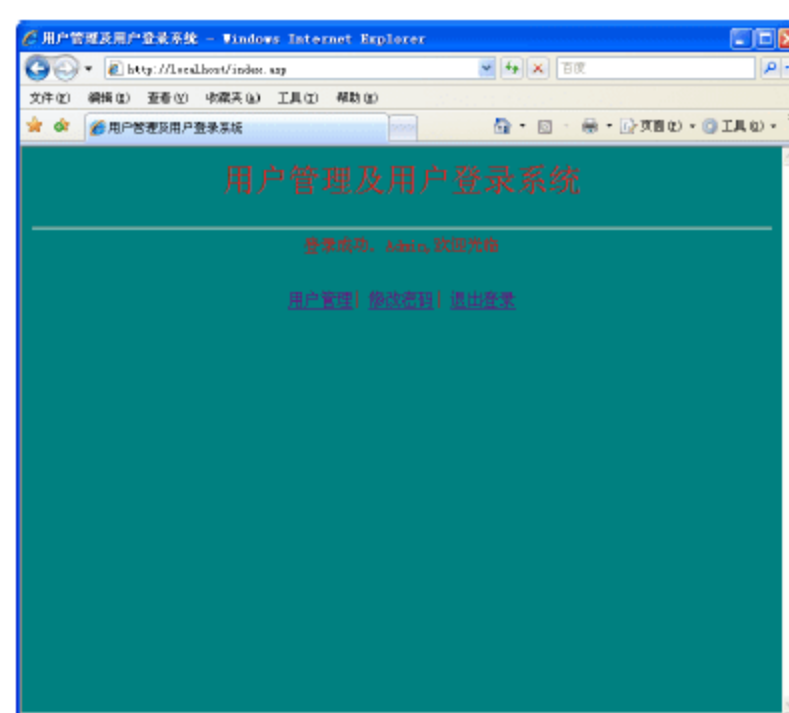 用户管理及用户登录系统 - Windows Internet Explorer
http://localhost/index.asp
百度
文件(F) 编辑(E) 查看(V) 收藏夹(A) 工具(T) 帮助(H)
用户管理及用户登录系统
页面(P) 工具(O)
用户管理及用户登录系统
登录成功、Admin,欢迎光临
用户管理| 修改密码| 退出登录